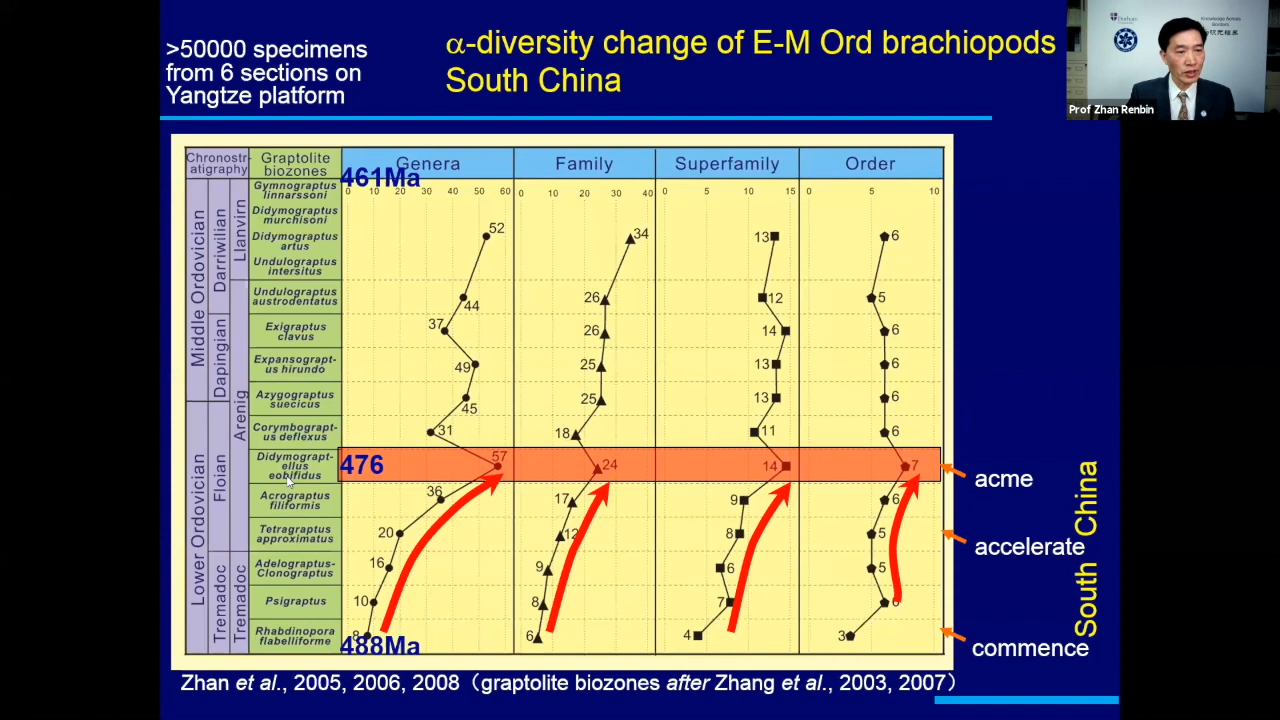 >50000 specimens
from 6 sections on
Yangtze platform
α-diversity change of E-M Ord brachiopods
South China
Durham
Knowledge Across
Borders
Prof Zhan Renbin
Chronostr-
atigraphy
Graptolite
biozones
Genera
Family
Superfamily
Order
461Ma
0 10 20 30 40 50 60
0 10 20 30 40
0 5 10 15
0 5 10
Middle Ordovician
Lower Ordovician
Darriwilian
Dapingian
Floian
Tremadoc
Llanvirn
Arenig
Tremadoc
Gymnograptus
linnarssoni
Didymograptus
murchisoni
Didymograptus
artus
52 34 13 6
Undulograptus
intersitus
Undulograptus
austrodentatus
44 26 12 5
Exigraptus
clavus
37 26 14 6
Expansograpt-
us hirundo
49 25 13 6
Azygograptus
suecicus
45 25 13 6
Corymbograpt-
us deflexus
31 18 11 6
Didymograpt-
ellus
eobifidus
476
57 24 14 7
Acrograptus
filiformis
36 17 9 6
Tetragraptus
approximatus
20 12 8 5
Adelograptus-
Clonograptus
16 9 6 5
Psigraptus
10 8 7 6
Rhabdinopora
flabelliforme
8 6 4 3
488Ma
acme
accelerate
commence
South China
Zhan et al., 2005, 2006, 2008（graptolite biozones after Zhang et al., 2003, 2007）